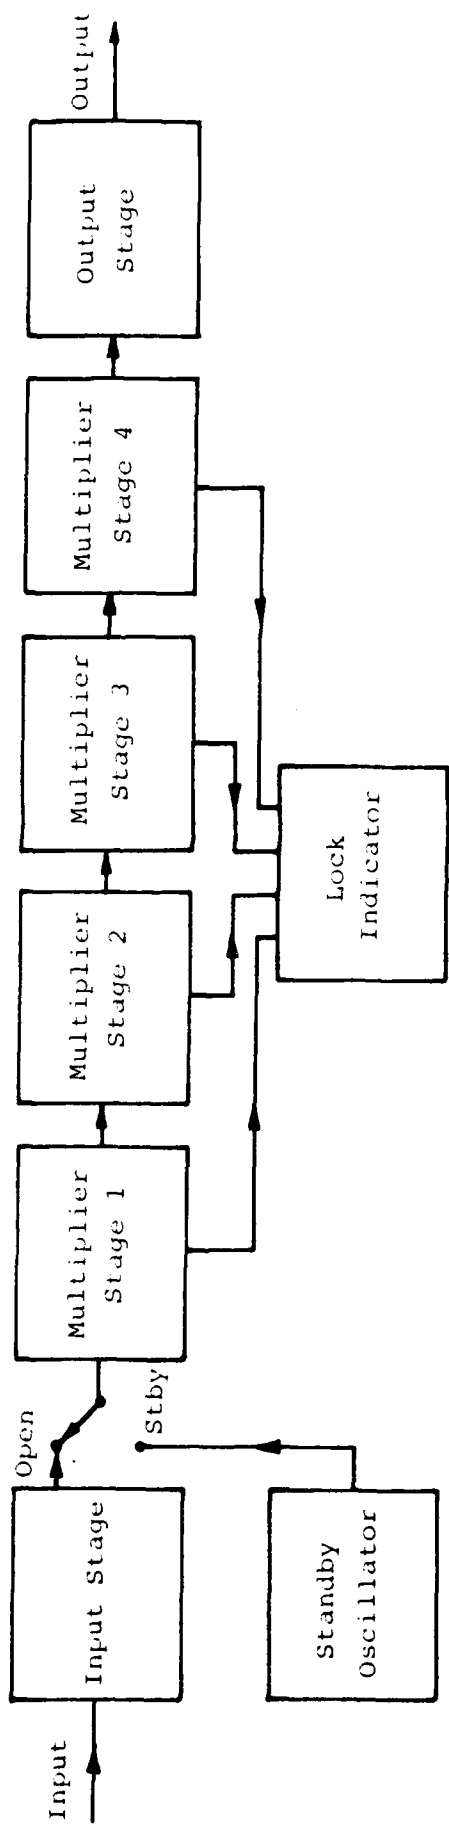 Input
Input Stage
Open
Stby
Standby
Oscillator
Multiplier
Stage 1
Multiplier
Stage 2
Multiplier
Stage 3
Multiplier
Stage 4
Output
Stage
Output
Lock
Indicator